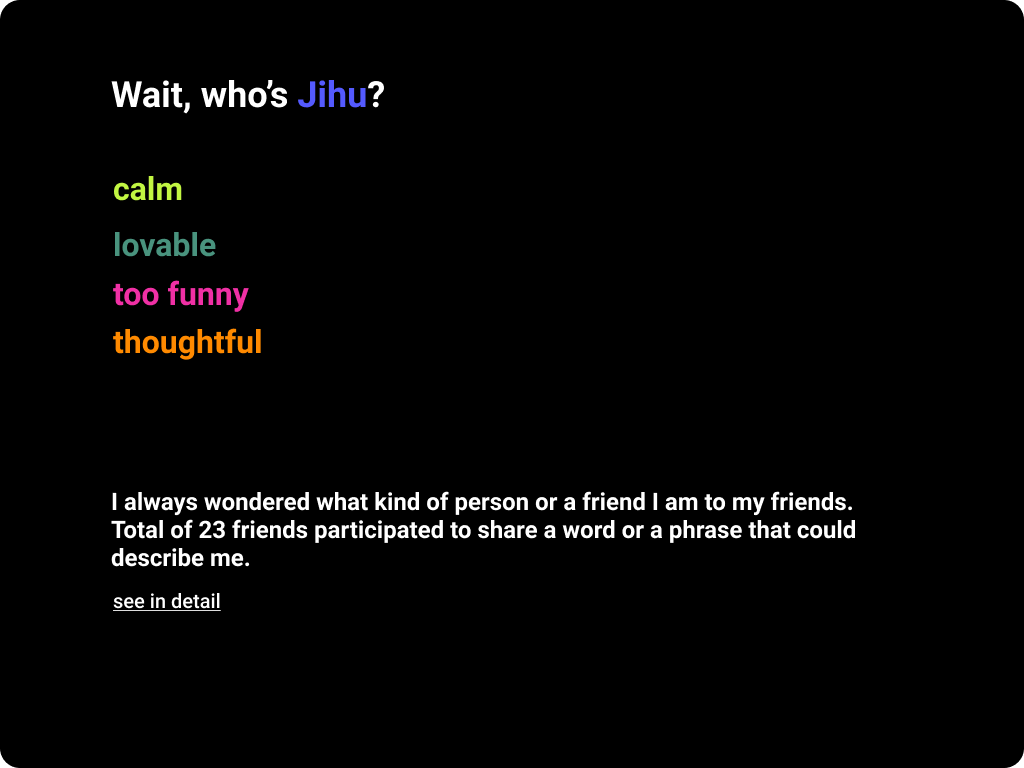 Wait, who’s Jihu?
calm
lovable
too funny
thoughtful
I always wondered what kind of person or a friend I am to my friends.
Total of 23 friends participated to share a word or a phrase that could
describe me.
see in detail